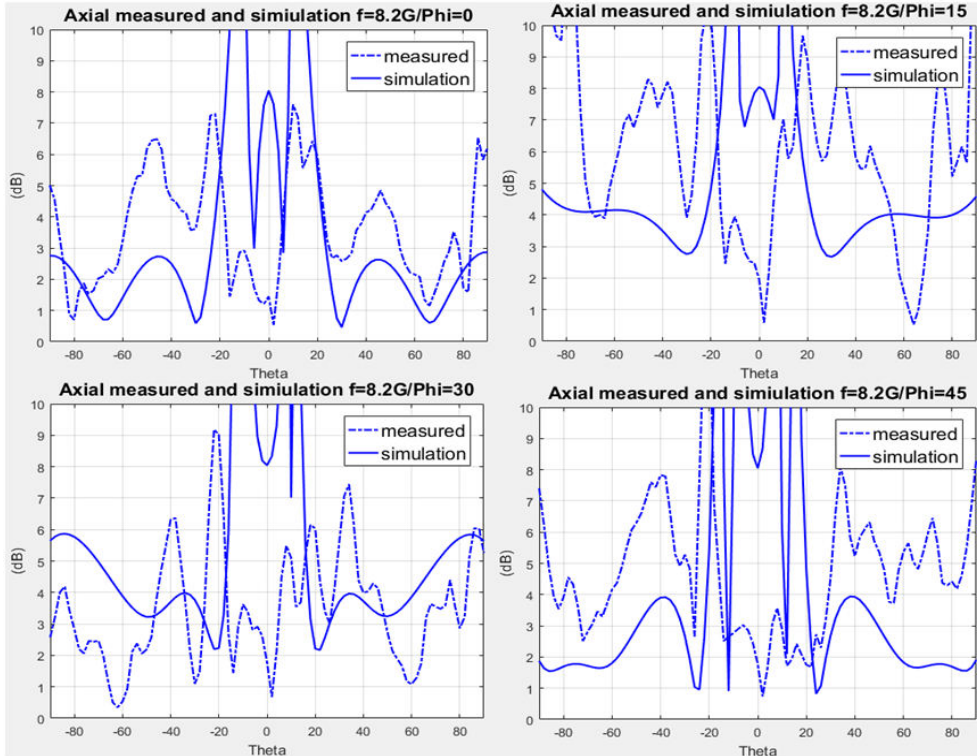 Axial measured and simiulation f=8.2G/Phi=0
10
9
8
7
6
5
4
3
2
1
0
(dB)
measured
simulation
-80 -60 -40 -20 0 20 40 60 80
Theta
Axial measured and simiulation f=8.2G/Phi=15
10
9
8
7
6
5
4
3
2
1
0
(dB)
measured
simulation
-80 -60 -40 -20 0 20 40 60 80
Theta
Axial measured and simiulation f=8.2G/Phi=30
10
9
8
7
6
5
4
3
2
1
0
(dB)
measured
simulation
-80 -60 -40 -20 0 20 40 60 80
Theta
Axial measured and simiulation f=8.2G/Phi=45
10
9
8
7
6
5
4
3
2
1
0
(dB)
measured
simulation
-80 -60 -40 -20 0 20 40 60 80
Theta